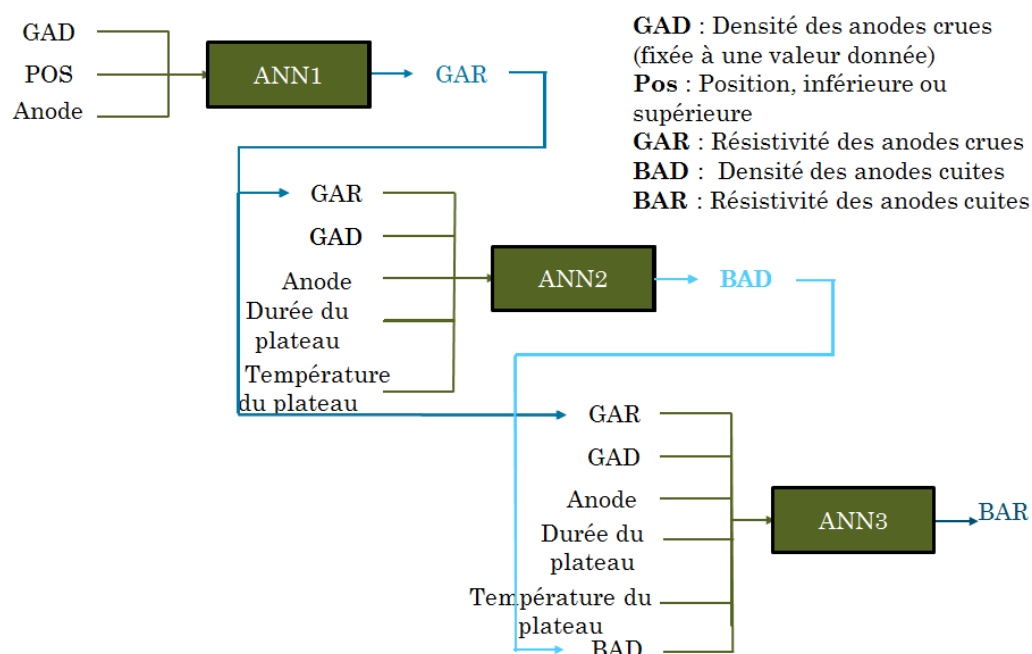 GAD
POS
Anode
ANN1
GAR
GAD : Densité des anodes crues
(fixée à une valeur donnée)
Pos : Position, inférieure ou
supérieure
GAR : Résistivité des anodes crues
BAD : Densité des anodes cuites
BAR : Résistivité des anodes cuites
GAR
GAD
Anode
Durée du
plateau
Température
du plateau
ANN2
BAD
GAR
GAD
Anode
Durée du
plateau
Température du
plateau
BAD
ANN3
BAR